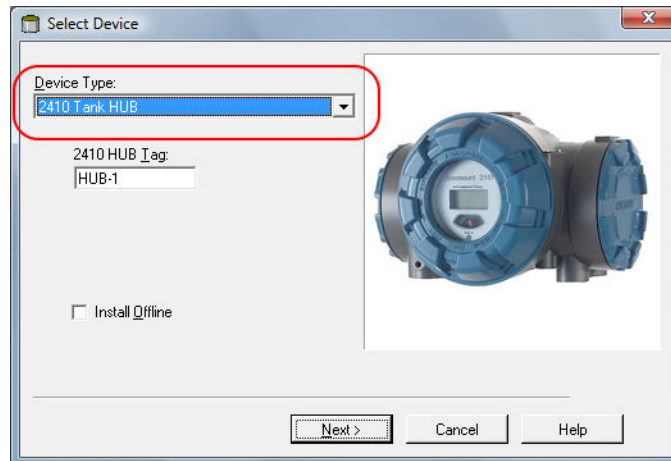 Select Device
Device Type:
2410 Tank HUB
2410 HUB Tag:
HUB-1
Install Offline
Next >
Cancel
Help